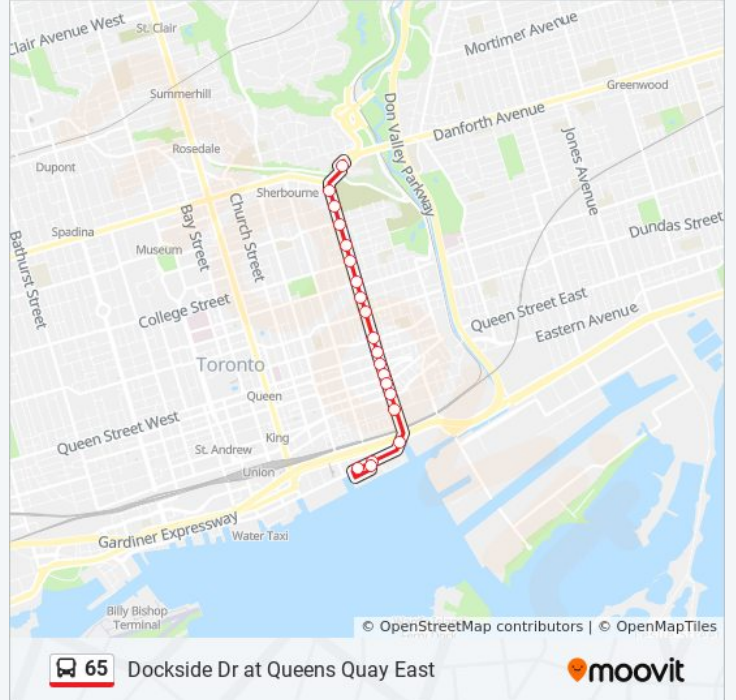 Clair Avenue West
St. Clair
Mortimer Avenue
Summerhill
Greenwood
Danforth Avenue
Don Valley Parkway
Jones Avenue
Rosedale
Dupont
Sherbourne
Church Street
Bay Street
Spadina
Museum
Bathurst Street
Dundas Street
College Street
Queen Street East
Eastern Avenue
Toronto
Queen
Queen Street West
King
St. Andrew
Union
Gardiner Expressway
Water Taxi
Billy Bishop
Terminal
© OpenStreetMap contributors | © OpenMapTiles
65 Dockside Dr at Queens Quay East
moovit